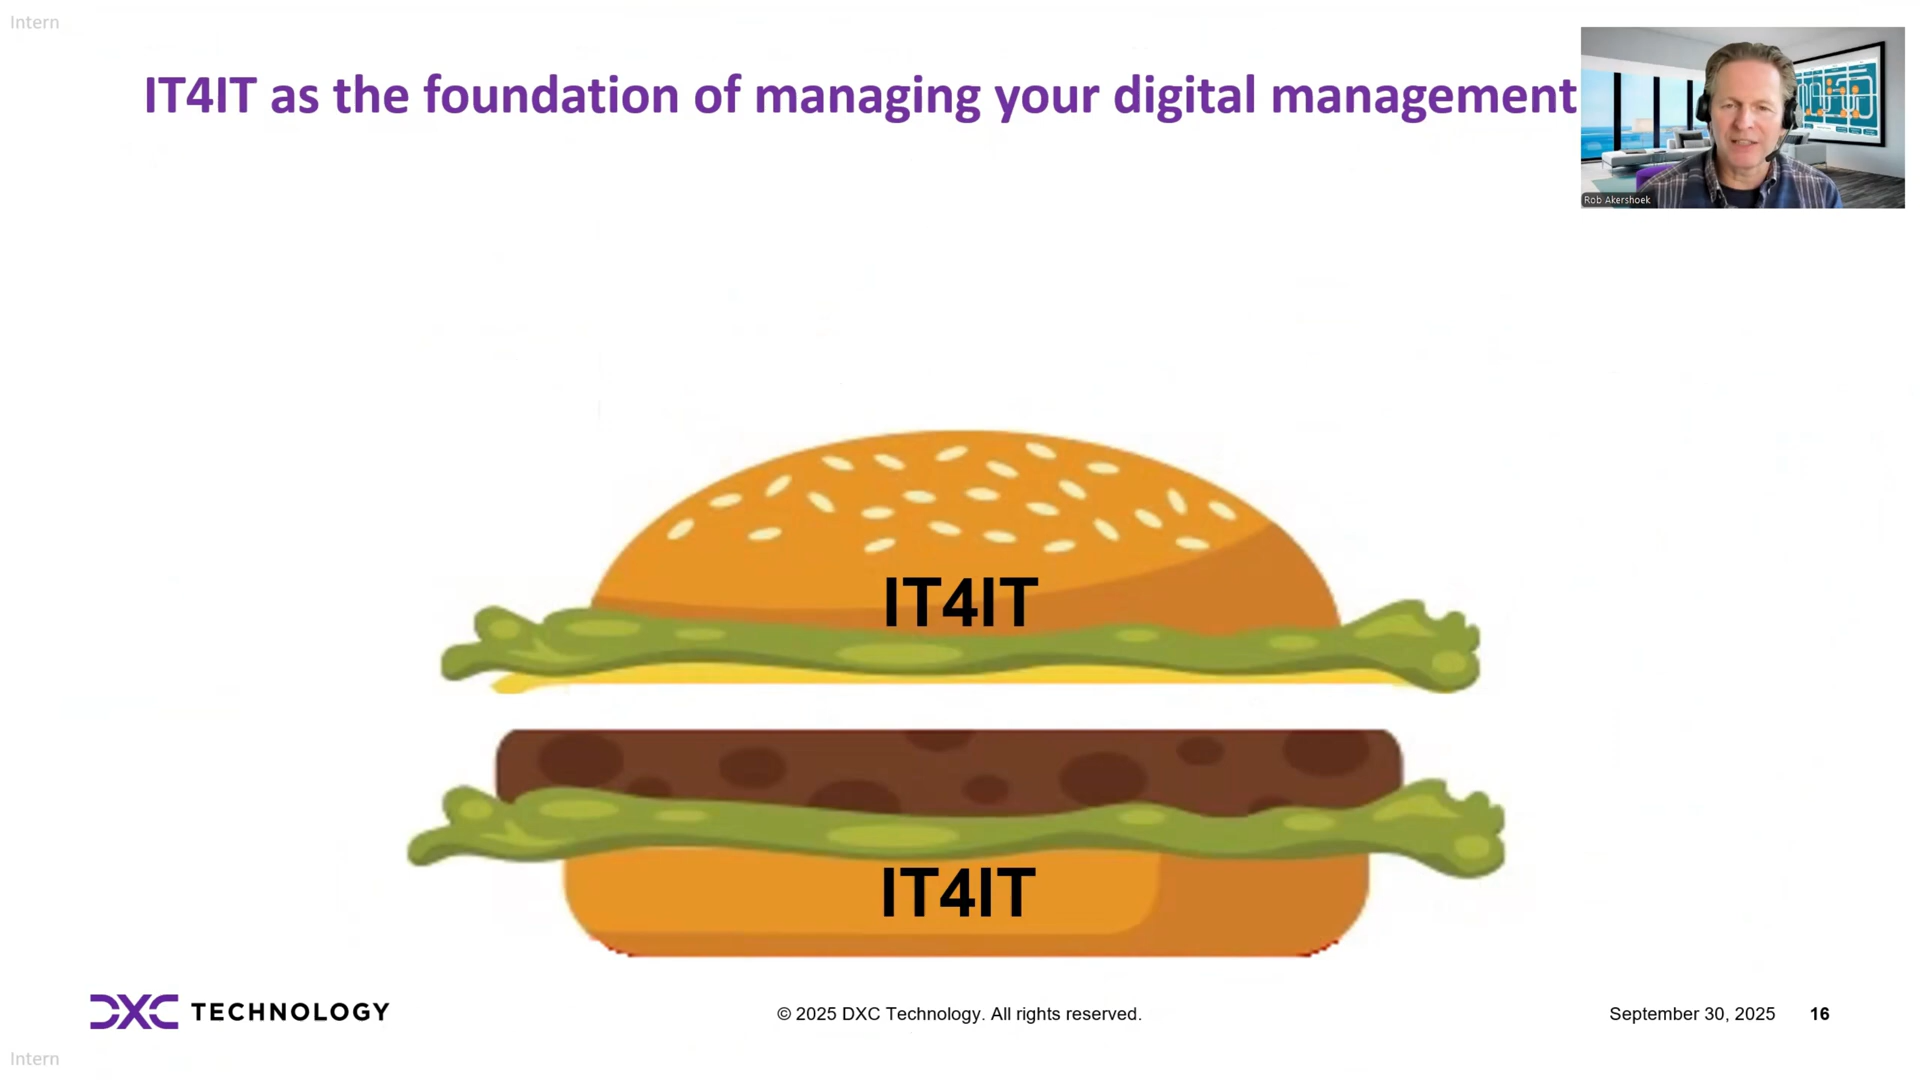 Intern
IT4IT as the foundation of managing your digital management
Rob Akershoek
IT4IT
IT4IT
DXC TECHNOLOGY
© 2025 DXC Technology. All rights reserved.
September 30, 2025 16
Intern